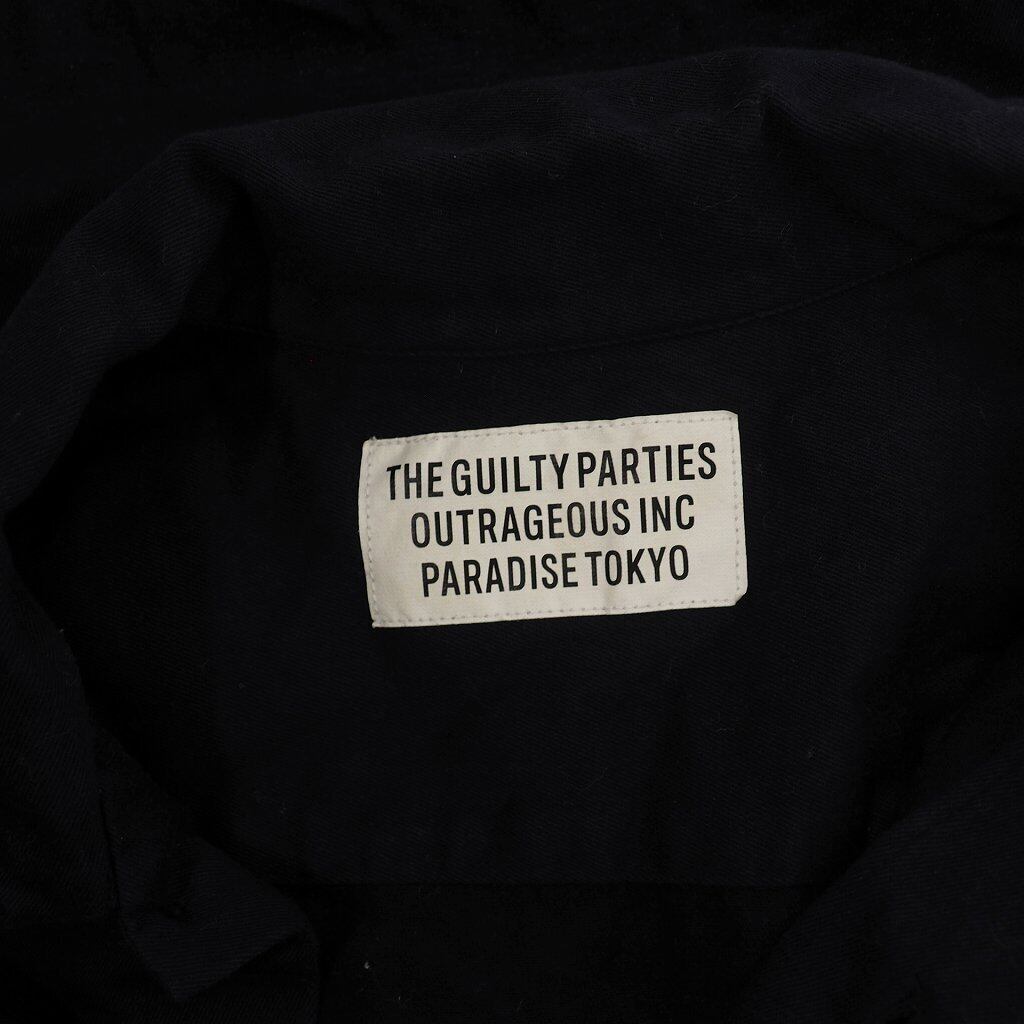 THE GUILTY PARTIES
OUTRAGEOUS INC
PARADISE TOKYO